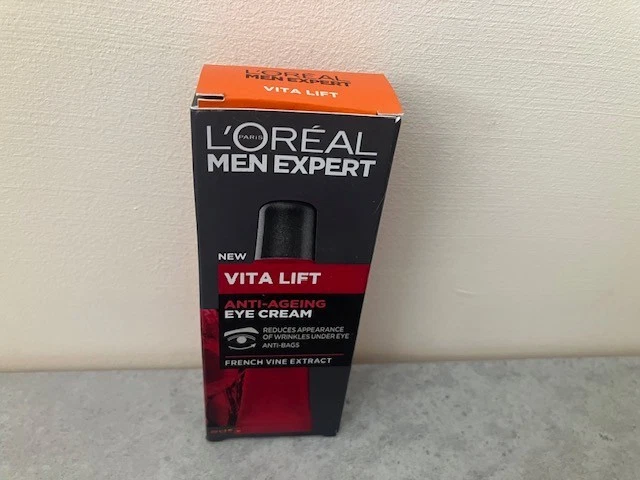 L'ORÉAL
MEN EXPERT
VITA LIFT
L'ORÉAL
PARIS
MEN EXPERT
NEW
VITA LIFT
ANTI-AGEING
EYE CREAM
REDUCES APPEARANCE
OF WRINKLES UNDER EYE
ANTI-BAGS
FRENCH VINE EXTRACT